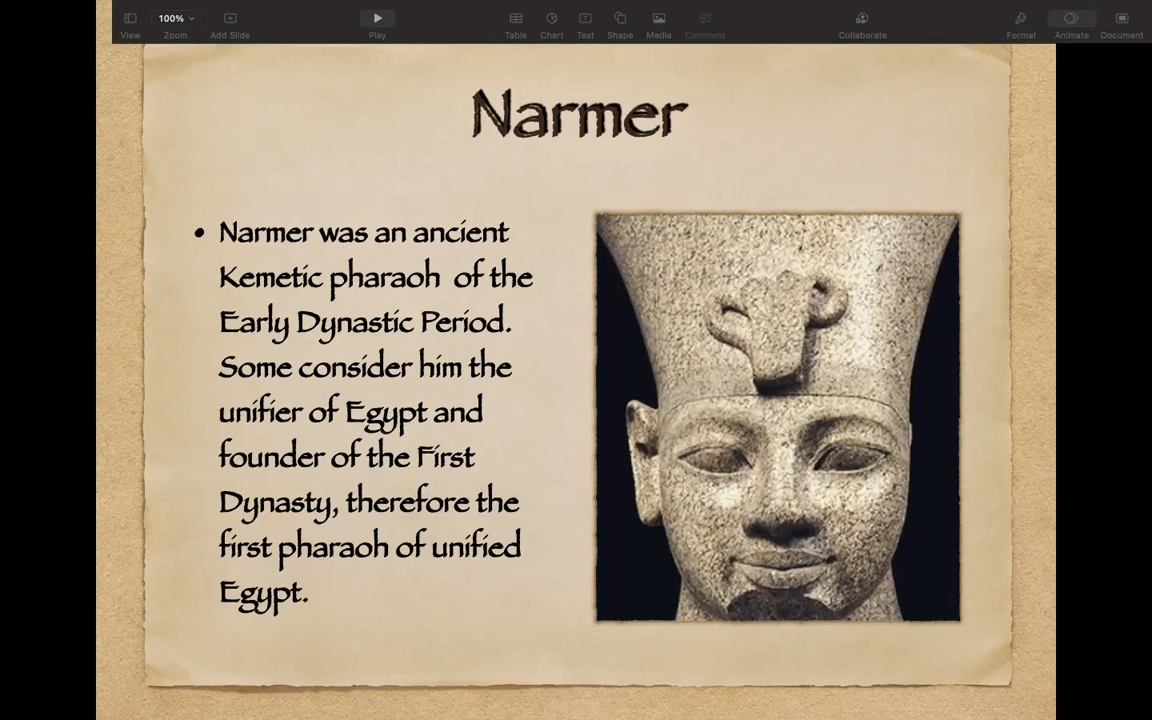 100%
View
Zoom
Add Slide
Play
Table
Chart
Text
Shape
Media
Comment
Collaborate
Format
Animate
Document
Narmer
• Narmer was an ancient
Kemetic pharaoh of the
Early Dynastic Period.
Some consider him the
unifier of Egypt and
founder of the First
Dynasty, therefore the
first pharaoh of unified
Egypt.